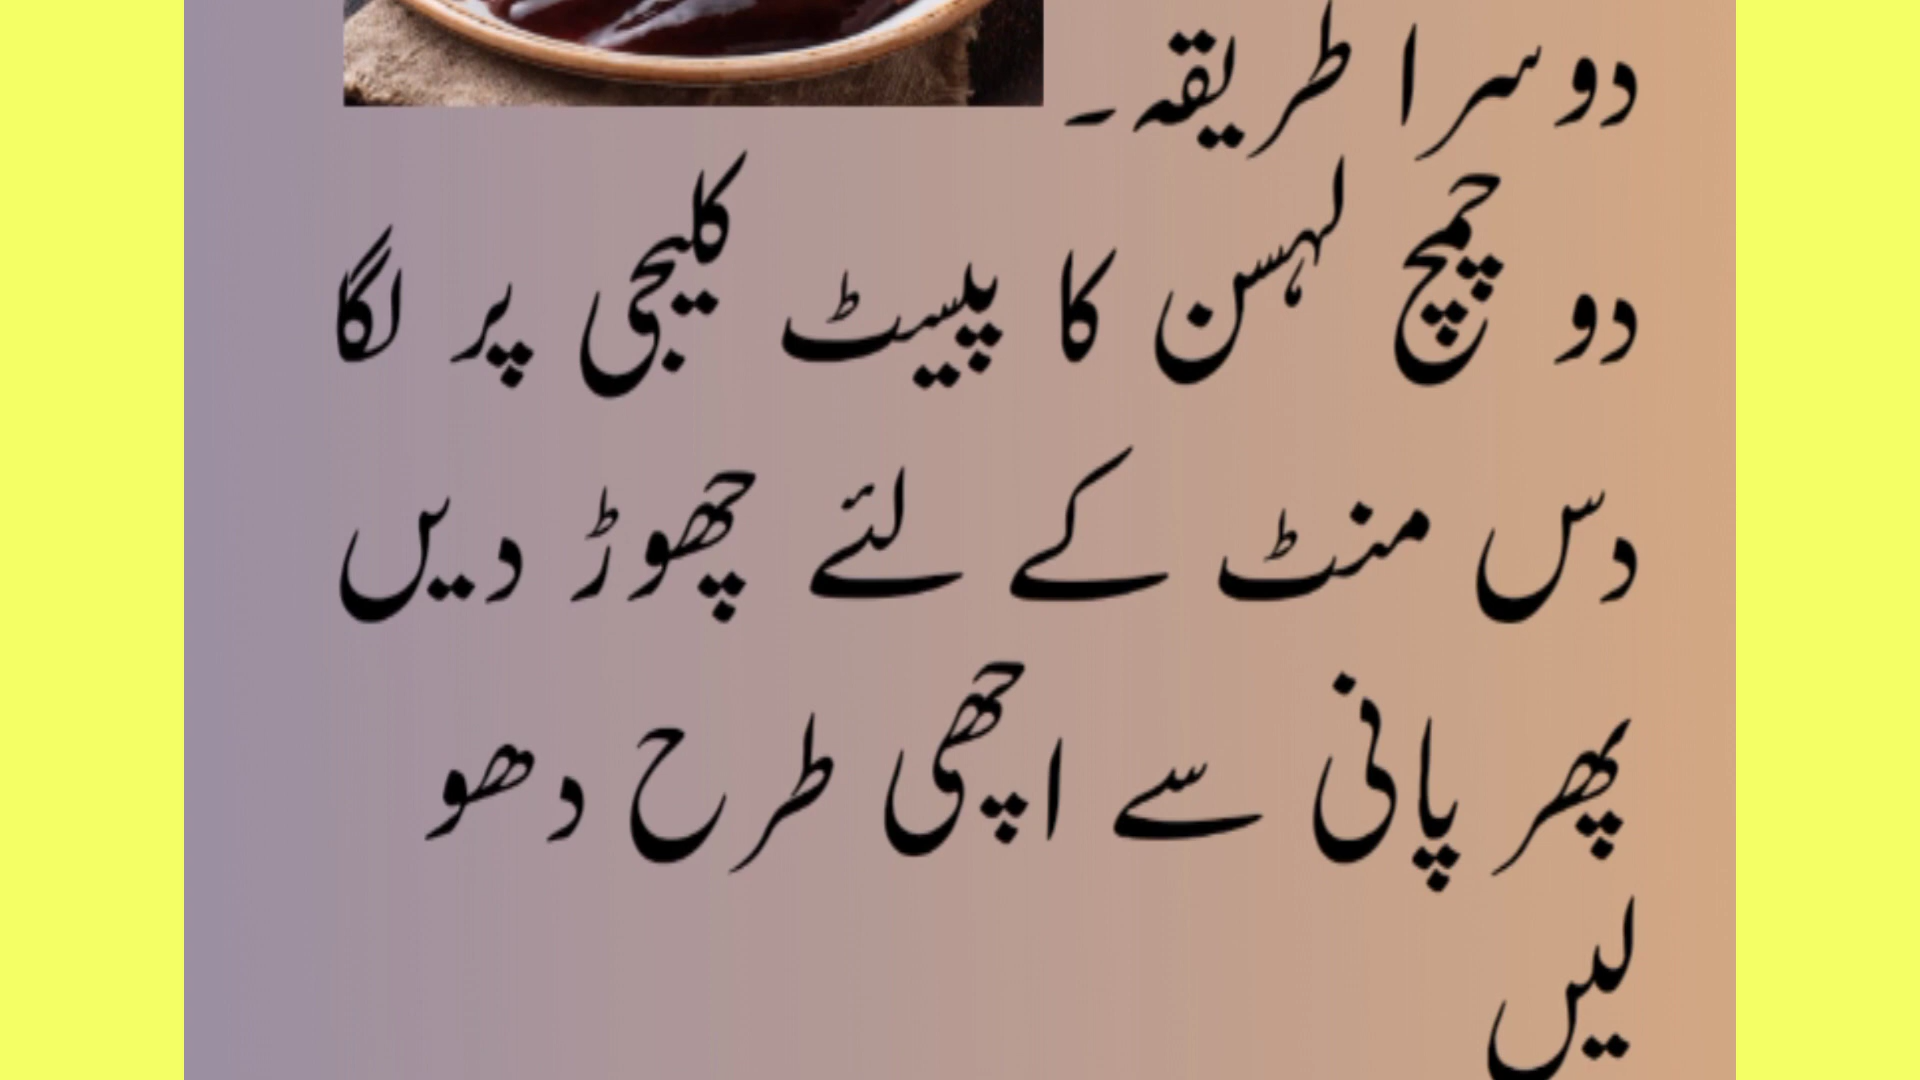 دوسرا طریقہ۔
دو چمچ لہسن کا پیسٹ کلیجی پر لگا
دس منٹ کے لئے چھوڑ دیں
پھر پانی سے اچھی طرح دھو
لیں